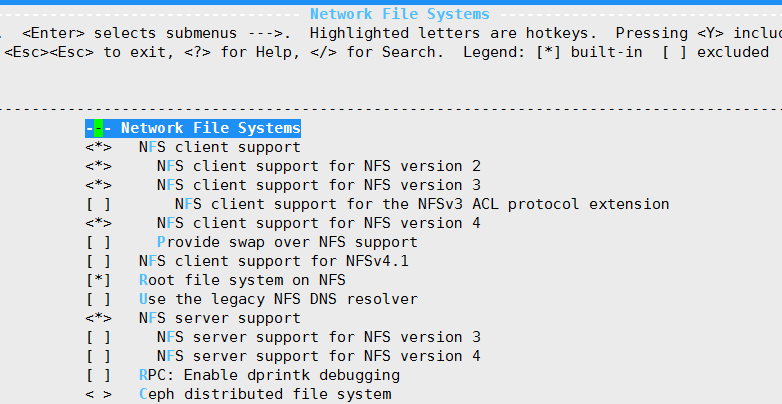 Network File Systems
. <Enter> selects submenus --->. Highlighted letters are hotkeys. Pressing <Y> inclu
<Esc><Esc> to exit, <?> for Help, </> for Search. Legend: [*] built-in [ ] excluded
--- Network File Systems
<*> NFS client support
<*> NFS client support for NFS version 2
<*> NFS client support for NFS version 3
[ ] NFS client support for the NFSv3 ACL protocol extension
<*> NFS client support for NFS version 4
[ ] Provide swap over NFS support
[ ] NFS client support for NFSv4.1
[*] Root file system on NFS
[ ] Use the legacy NFS DNS resolver
<*> NFS server support
[ ] NFS server support for NFS version 3
[ ] NFS server support for NFS version 4
[ ] RPC: Enable dprintk debugging
< > Ceph distributed file system